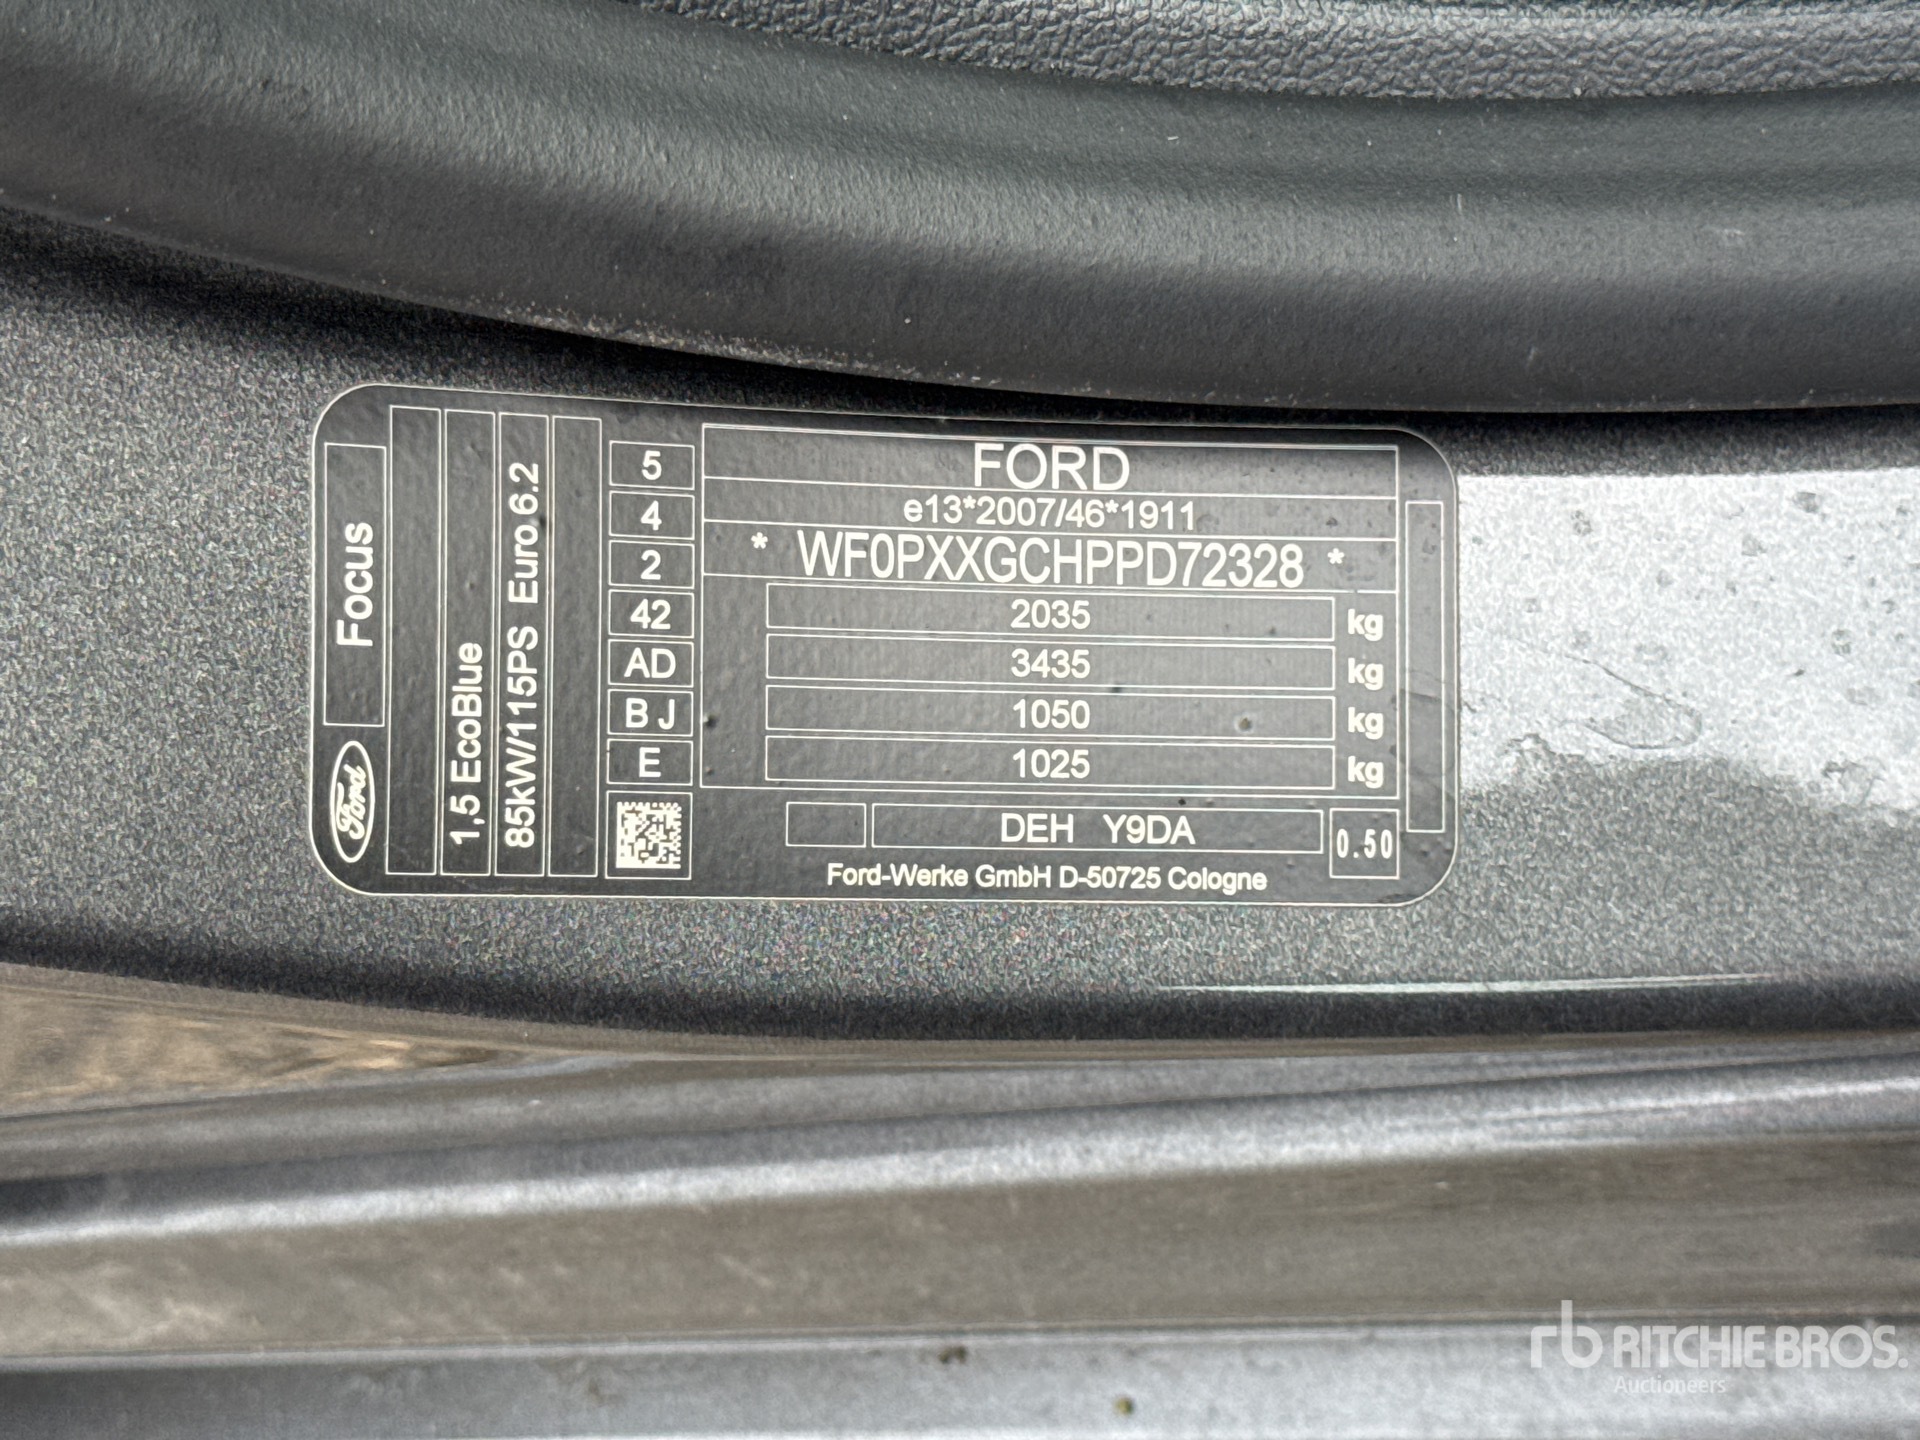 Ford
Focus
1,5 EcoBlue
85kW/115PS Euro 6.2
5
4
2
42
AD
B J
E
FORD
e13*2007/46*1911
* WF0PXXGCHPPD72328 *
2035 kg
3435 kg
1050 kg
1025 kg
DEH Y9DA
0.50
Ford-Werke GmbH D-50725 Cologne
rb RITCHIE BROS.
Auctioneers